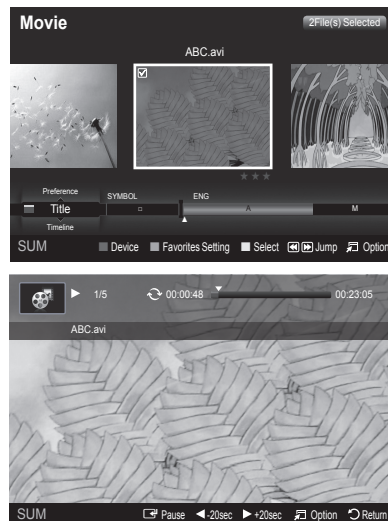 Movie
2File(s) Selected
ABC.avi
Preference
SYMBOL
ENG
Title
A
M
Timeline
SUM
Device
Favorites Setting
Select
Jump
Option
1/5
00:00:48
00:23:05
ABC.avi
SUM
Pause
-20sec
+20sec
Option
Return